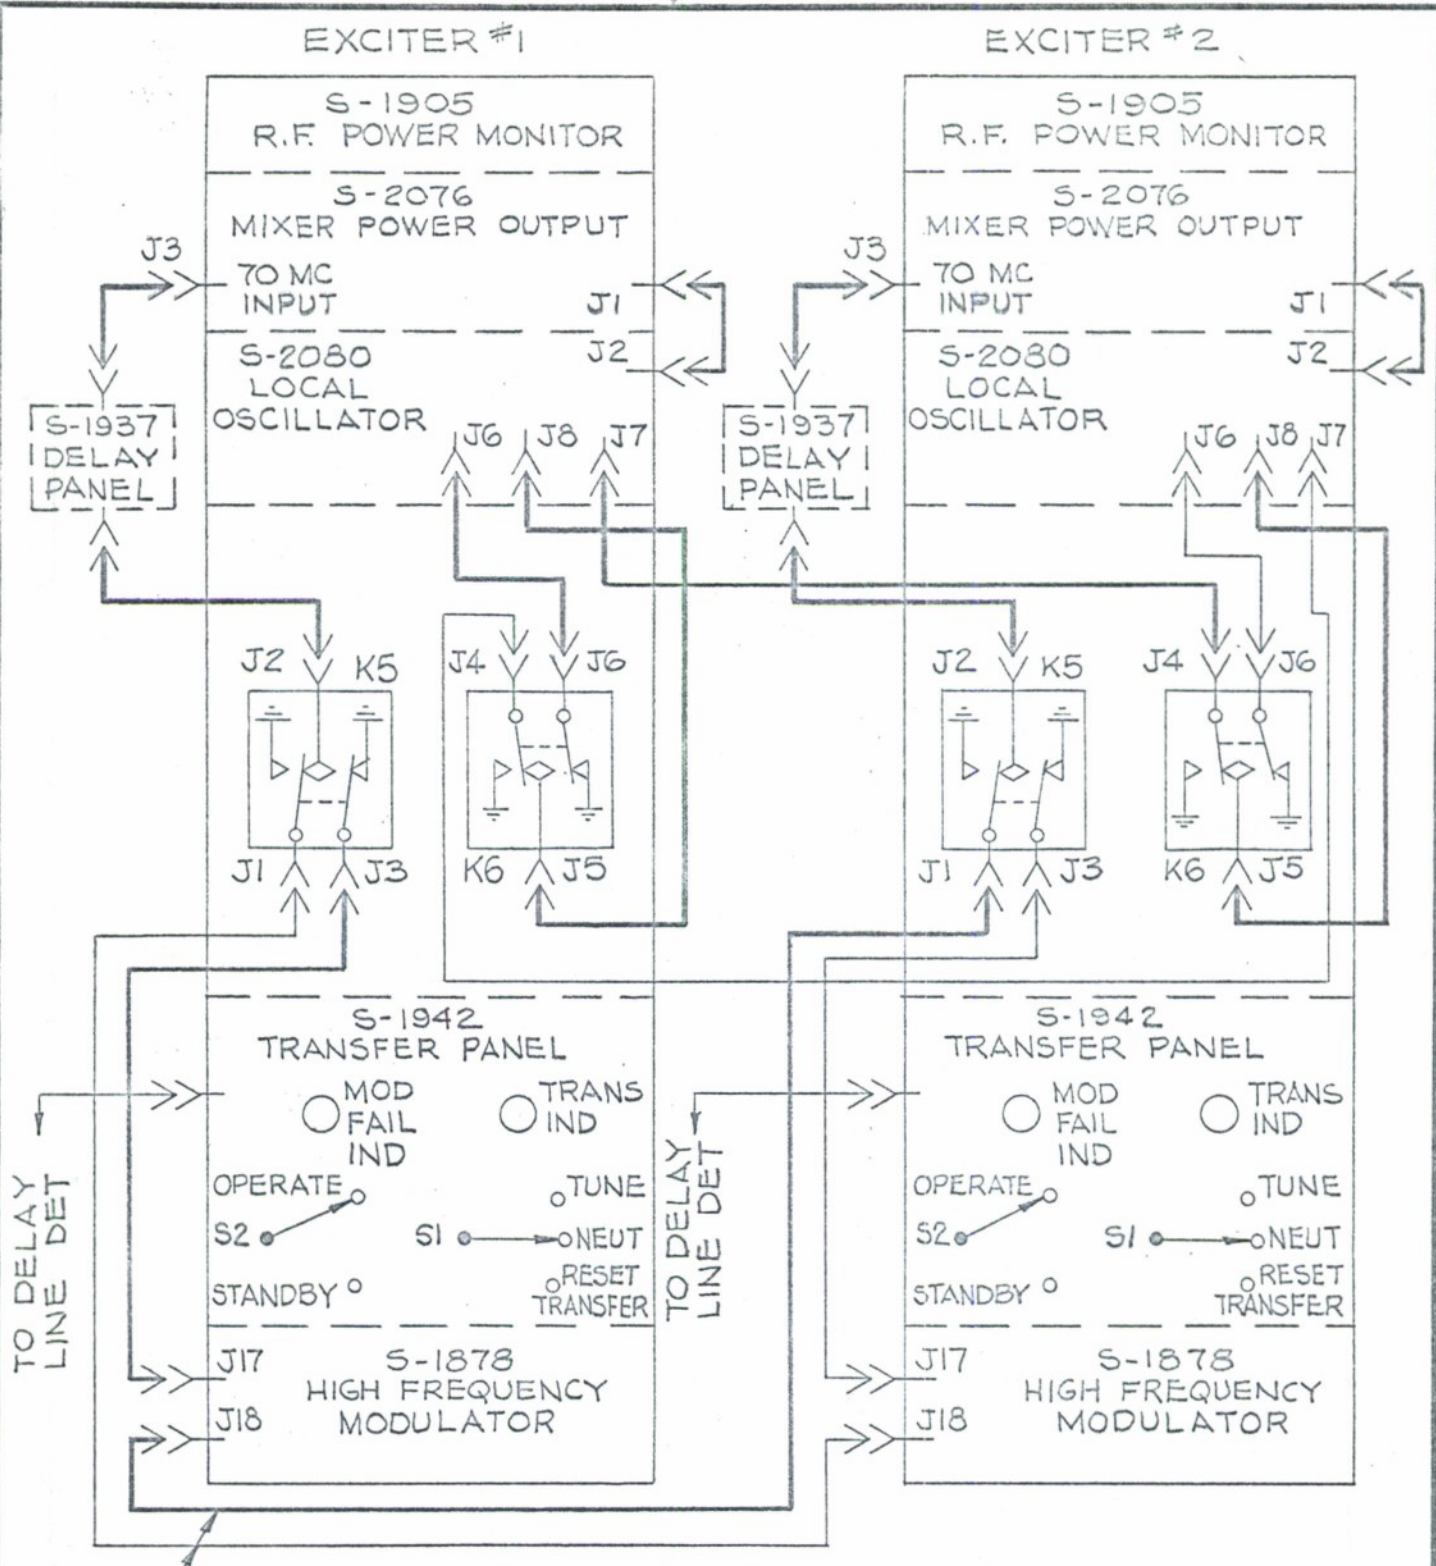 EXCITER #1
S-1905
R.F. POWER MONITOR
S-2076
MIXER POWER OUTPUT
J3
70 MC
INPUT
J1
S-2080
LOCAL
OSCILLATOR
J2
S-1937
DELAY
PANEL
J6
J8
J7
J2
K5
J4
J6
J1
J3
K6
J5
S-1942
TRANSFER PANEL
MOD
FAIL
IND
TRANS
IND
OPERATE
S2
STANDBY
TUNE
S1
NEUT
RESET
TRANSFER
TO DELAY
LINE DET
J17
J18
S-1878
HIGH FREQUENCY
MODULATOR
EXCITER #2
S-1905
R.F. POWER MONITOR
S-2076
MIXER POWER OUTPUT
J3
70 MC
INPUT
J1
S-2080
LOCAL
OSCILLATOR
J2
S-1937
DELAY
PANEL
J6
J8
J7
J2
K5
J4
J6
J1
J3
K6
J5
S-1942
TRANSFER PANEL
MOD
FAIL
IND
TRANS
IND
OPERATE
S2
STANDBY
TUNE
S1
NEUT
RESET
TRANSFER
TO DELAY
LINE DET
J17
J18
S-1878
HIGH FREQUENCY
MODULATOR